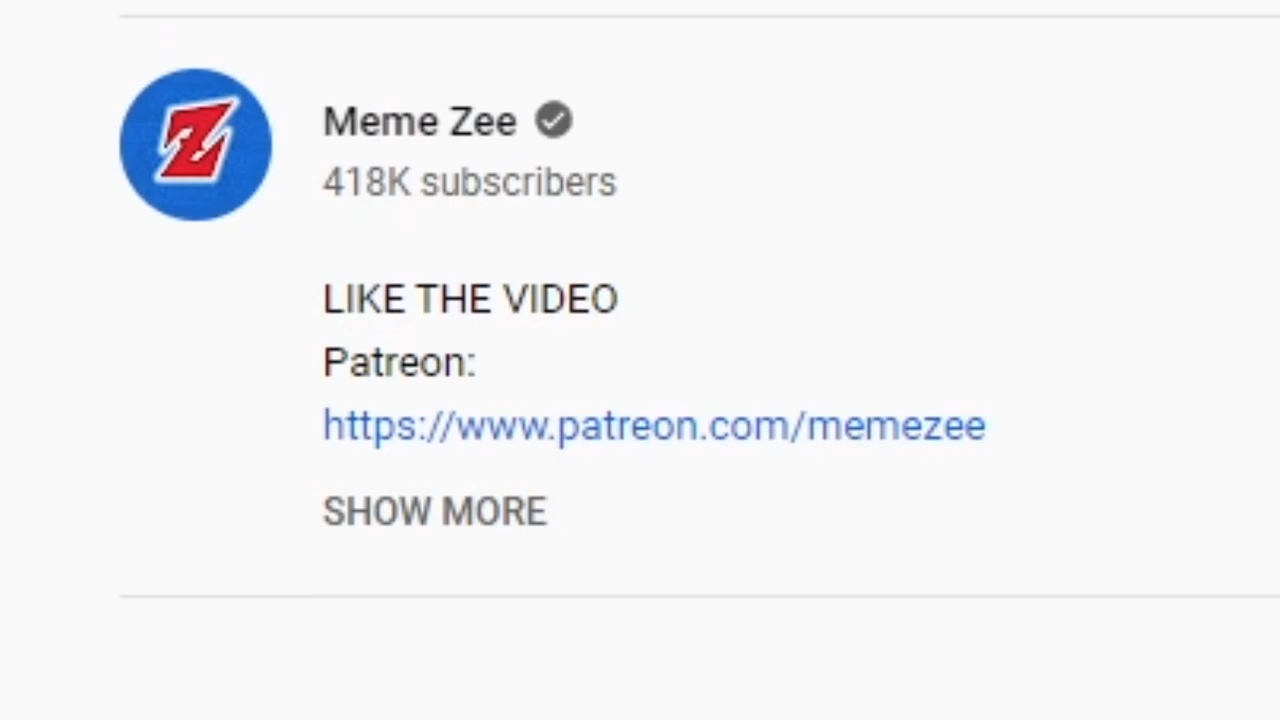 Z
Meme Zee
418K subscribers
LIKE THE VIDEO
Patreon:
https://www.patreon.com/memezee
SHOW MORE